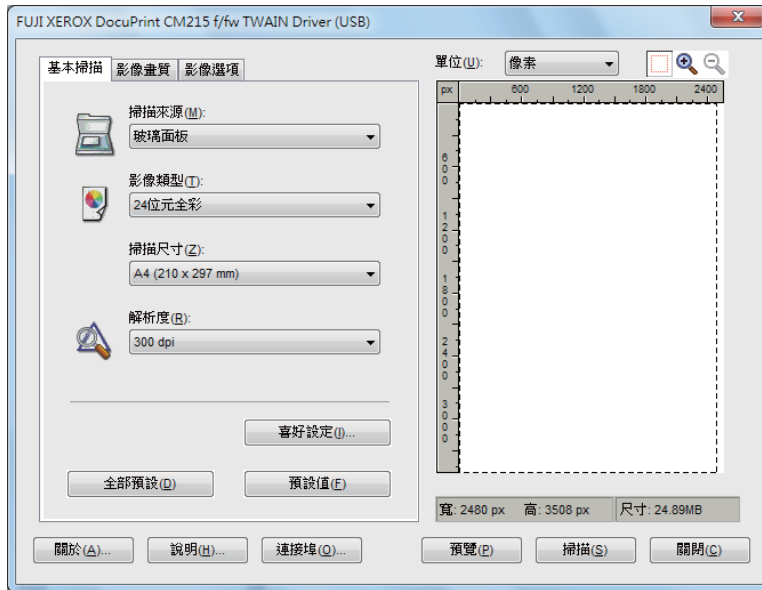 FUJI XEROX DocuPrint CM215 f/fw TWAIN Driver (USB)
基本掃描 影像畫質 影像選項
掃描來源(M):
玻璃面板
影像類型(T):
24位元全彩
掃描尺寸(Z):
A4 (210 x 297 mm)
解析度(R):
300 dpi
喜好設定(I)...
全部預設(D) 預設值(F)
單位(U): 像素
px 600 1200 1800 2400
600
1200
1800
2400
3000
寬: 2480 px 高: 3508 px 尺寸: 24.89MB
關於(A)... 說明(H)... 連接埠(O)... 預覽(P) 掃描(S) 關閉(C)